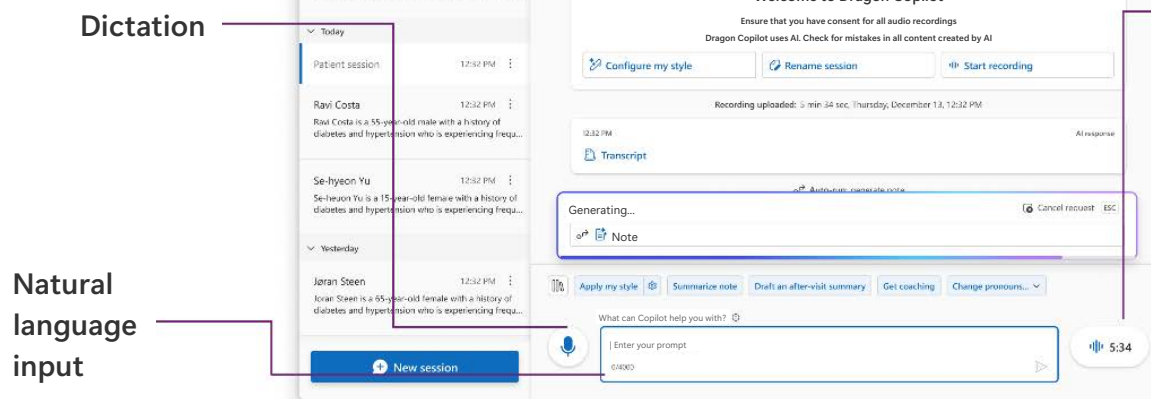 Dictation
Natural
language
input
Today
Patient session 12:32 PM
Ravi Costa 12:32 PM
Ravi Costa is a 55-year-old male with a history of
diabetes and hypertension who is experiencing frequ...
Se-hyeon Yu 12:32 PM
Se-heuon Yu is a 15-year-old female with a history of
diabetes and hypertension who is experiencing frequ...
Yesterday
Jøran Steen 12:32 PM
Joran Steen is a 65-year-old female with a history of
diabetes and hypertension who is experiencing frequ...
New session
Welcome to Dragon Copilot
Ensure that you have consent for all audio recordings
Dragon Copilot uses AI. Check for mistakes in all content created by AI
Configure my style
Rename session
Start recording
Recording uploaded: 5 min 34 sec, Thursday, December 13, 12:32 PM
12:32 PM AI response
Transcript
Auto-run: generate note
Generating... Cancel request ESC
Note
Apply my style Summarize note Draft an after-visit summary Get coaching Change pronouns...
What can Copilot help you with?
Enter your prompt
0/4000
5:34